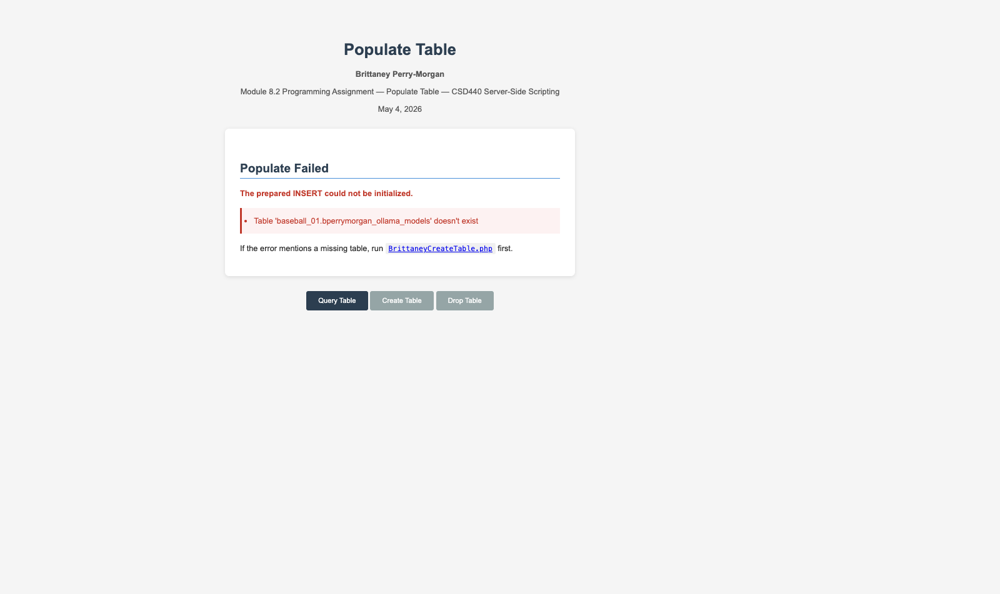 Populate Table
Brittaney Perry-Morgan
Module 8.2 Programming Assignment — Populate Table — CSD440 Server-Side Scripting
May 4, 2026
Populate Failed
The prepared INSERT could not be initialized.
• Table 'baseball_01.bperrymorgan_ollama_models' doesn't exist
If the error mentions a missing table, run BrittaneyCreateTable.php first.
Query Table Create Table Drop Table